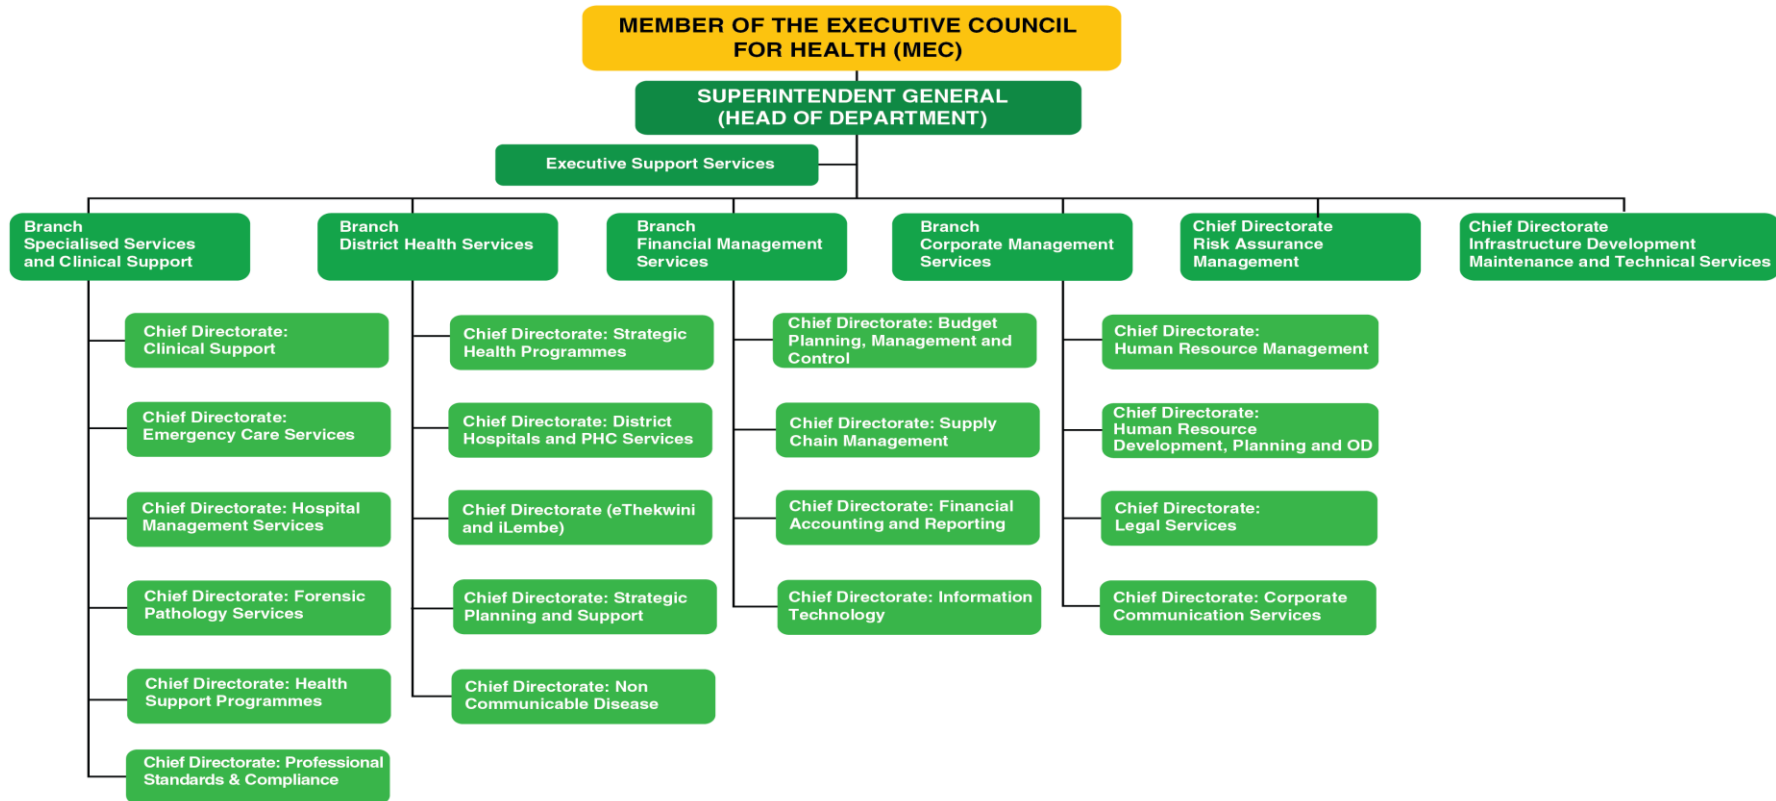 MEMBER OF THE EXECUTIVE COUNCIL
FOR HEALTH (MEC)
SUPERINTENDENT GENERAL
(HEAD OF DEPARTMENT)
Executive Support Services
Branch
Specialised Services
and Clinical Support
Branch
District Health Services
Branch
Financial Management
Services
Branch
Corporate Management
Services
Chief Directorate
Risk Assurance
Management
Chief Directorate
Infrastructure Development
Maintenance and Technical Services
Chief Directorate:
Clinical Support
Chief Directorate:
Emergency Care Services
Chief Directorate: Hospital
Management Services
Chief Directorate: Forensic
Pathology Services
Chief Directorate: Health
Support Programmes
Chief Directorate: Professional
Standards & Compliance
Chief Directorate: Strategic
Health Programmes
Chief Directorate: District
Hospitals and PHC Services
Chief Directorate (eThekwini
and iLembe)
Chief Directorate: Strategic
Planning and Support
Chief Directorate: Non
Communicable Disease
Chief Directorate: Budget
Planning, Management and
Control
Chief Directorate: Supply
Chain Management
Chief Directorate: Financial
Accounting and Reporting
Chief Directorate: Information
Technology
Chief Directorate:
Human Resource Management
Chief Directorate:
Human Resource
Development, Planning and OD
Chief Directorate:
Legal Services
Chief Directorate: Corporate
Communication Services